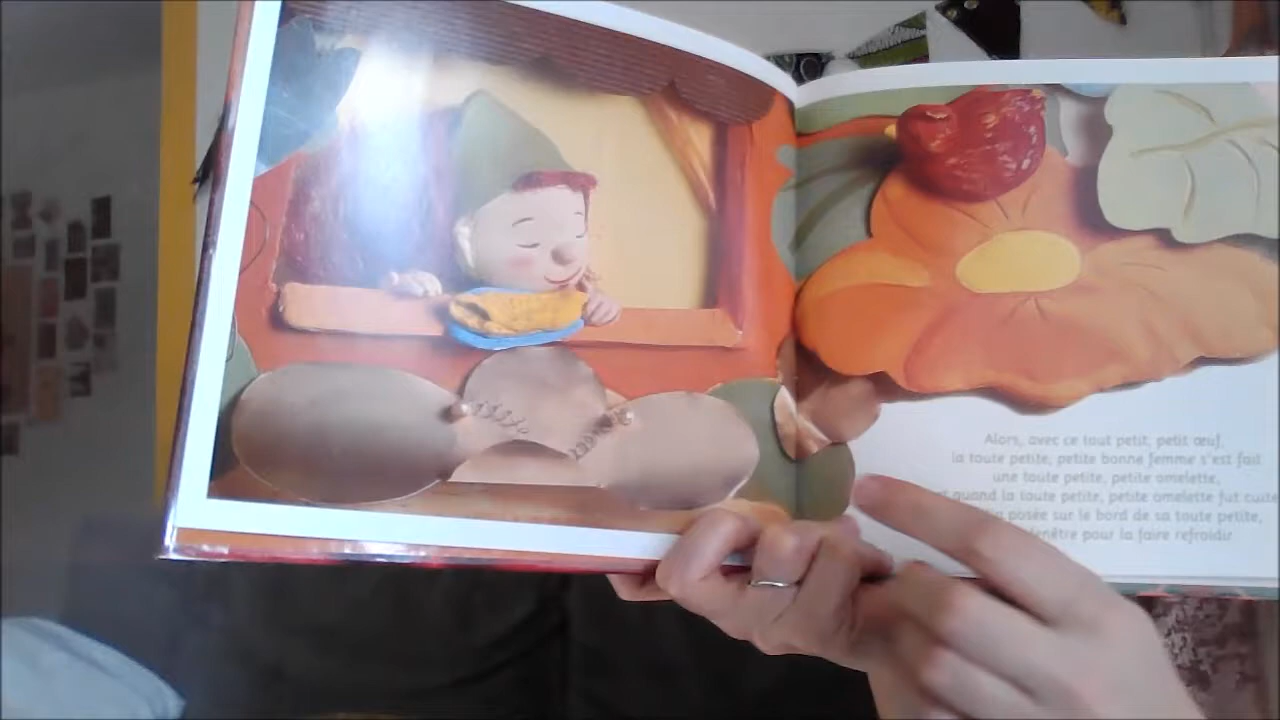 Alors, avec ce tout petit, petit œuf,
la toute petite, petite bonne femme s'est fait
une toute petite, petite omelette.
quand la toute petite, petite omelette fut cuite
posée sur le bord de sa toute petite,
fenêtre pour la faire refroidir